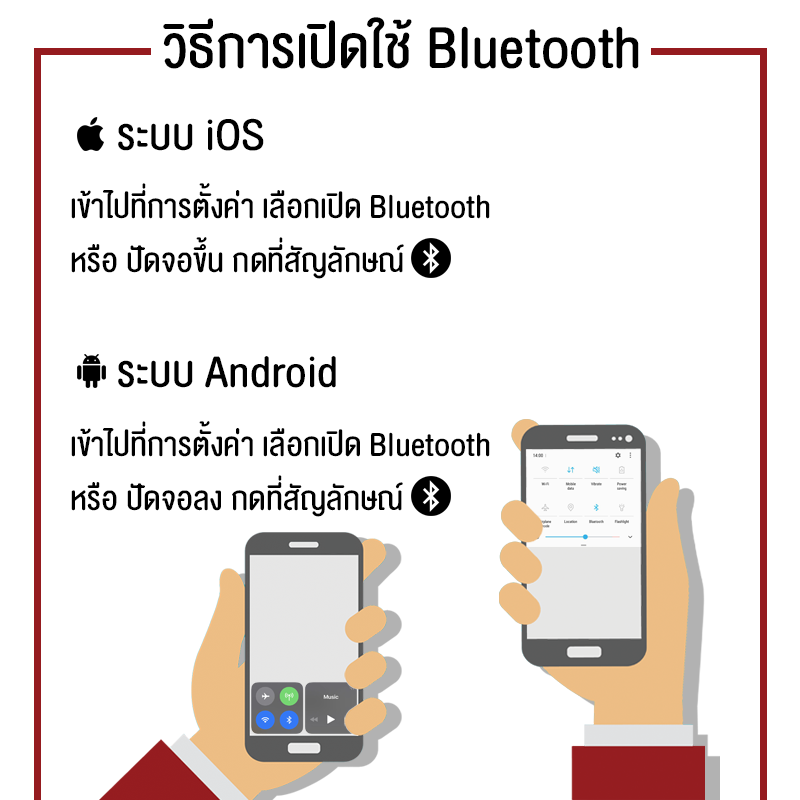 วิธีการเปิดใช้ Bluetooth
ระบบ iOS
เข้าไปที่การตั้งค่า เลือกเปิด Bluetooth
หรือ ปัดจอขึ้น กดที่สัญลักษณ์
ระบบ Android
เข้าไปที่การตั้งค่า เลือกเปิด Bluetooth
หรือ ปัดจอลง กดที่สัญลักษณ์
14:00
Wi-Fi Mobile data Vibrate Power saving
Location Bluetooth Flashlight
Music